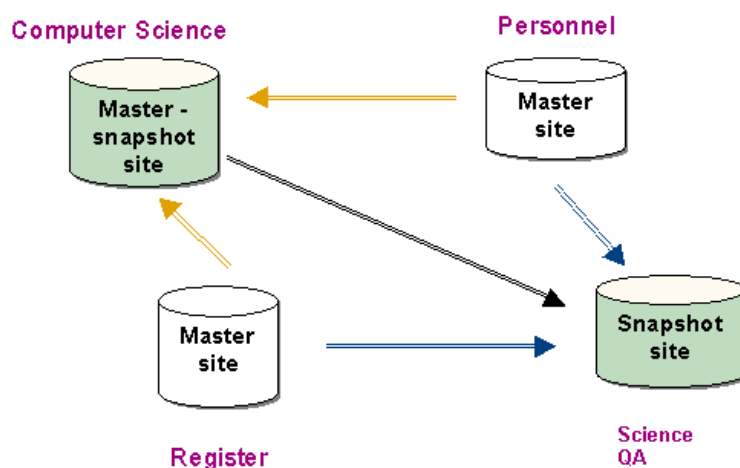 Computer Science
Personnel
Master -
snapshot
site
Master
site
Master
site
Snapshot
site
Register
Science
QA